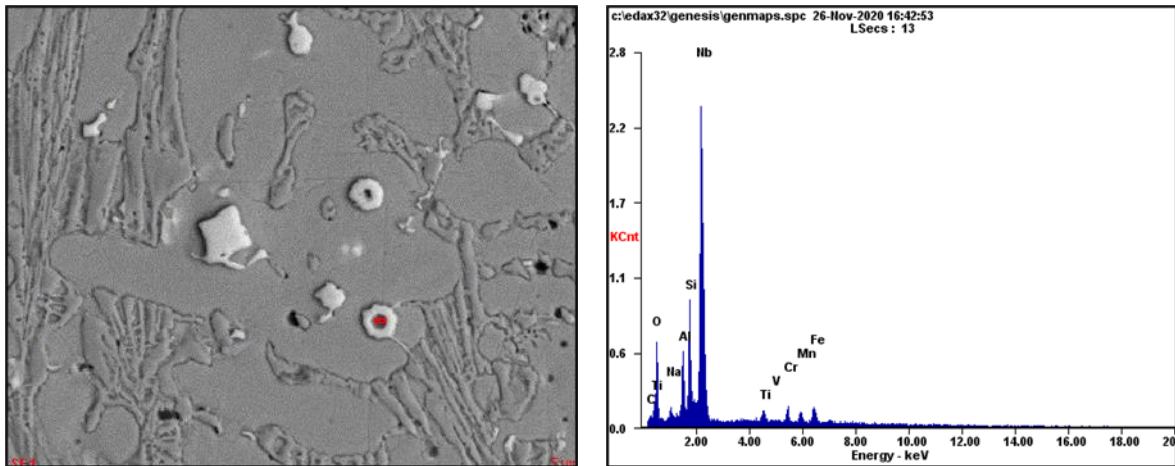 c:\edax32\genesis\genmaps.spc 26-Nov-2020 16:42:53
LSecs : 13
2.8
Nb
2.2
1.7
KCnt
1.1
Si
O
Al
Fe
0.6
Mn
Ti
Na
Cr
V
C
Ti
0.0
2.00 4.00 6.00 8.00 10.00 12.00 14.00 16.00 18.00
Energy - keV